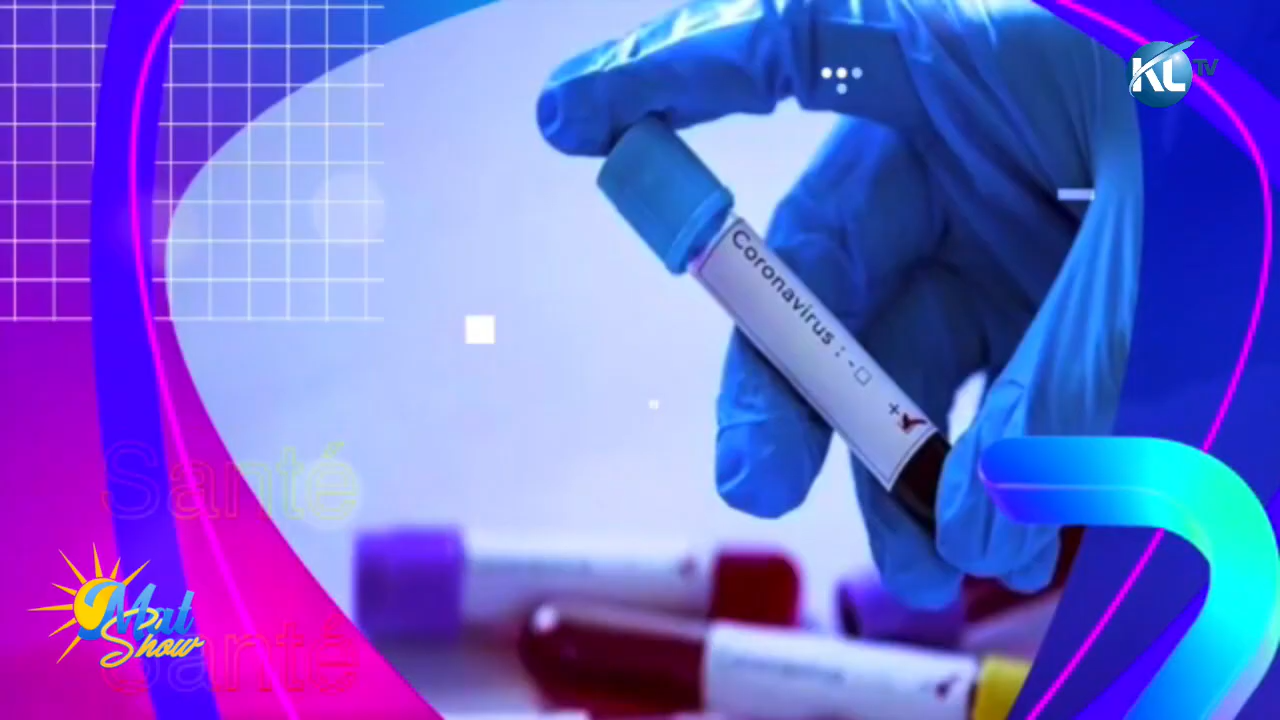 KL TV
Coronavirus : -☐
+
Santé
Mat
Show
Santé